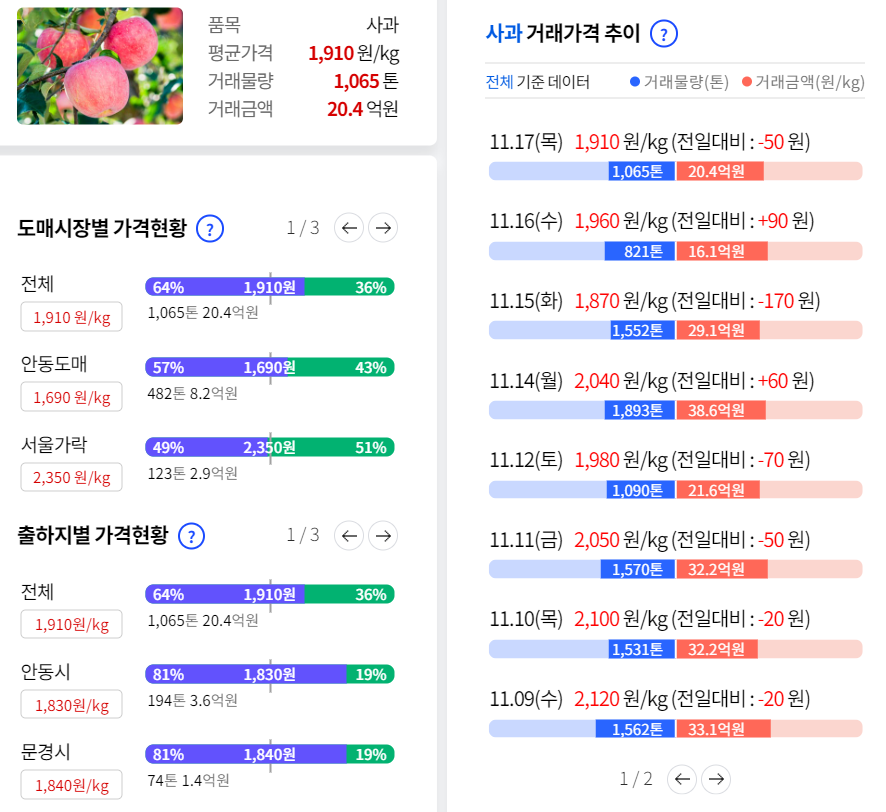 품목 사과
평균가격 1,910 원/kg
거래물량 1,065 톤
거래금액 20.4 억원
도매시장별 가격현황 ? 1 / 3 ← →
전체
64% 1,910원 36%
1,910 원/kg
1,065톤 20.4억원
안동도매
57% 1,690원 43%
1,690 원/kg
482톤 8.2억원
서울가락
49% 2,350원 51%
2,350 원/kg
123톤 2.9억원
출하지별 가격현황 ? 1 / 3 ← →
전체
64% 1,910원 36%
1,910원/kg
1,065톤 20.4억원
안동시
81% 1,830원 19%
1,830원/kg
194톤 3.6억원
문경시
81% 1,840원 19%
1,840원/kg
74톤 1.4억원
사과 거래가격 추이 ?
전체 기준 데이터 ● 거래물량(톤) ● 거래금액(원/kg)
11.17(목) 1,910 원/kg (전일대비 : -50 원)
1,065톤 20.4억원
11.16(수) 1,960 원/kg (전일대비 : +90 원)
821톤 16.1억원
11.15(화) 1,870 원/kg (전일대비 : -170 원)
1,552톤 29.1억원
11.14(월) 2,040 원/kg (전일대비 : +60 원)
1,893톤 38.6억원
11.12(토) 1,980 원/kg (전일대비 : -70 원)
1,090톤 21.6억원
11.11(금) 2,050 원/kg (전일대비 : -50 원)
1,570톤 32.2억원
11.10(목) 2,100 원/kg (전일대비 : -20 원)
1,531톤 32.2억원
11.09(수) 2,120 원/kg (전일대비 : -20 원)
1,562톤 33.1억원
1 / 2 ← →